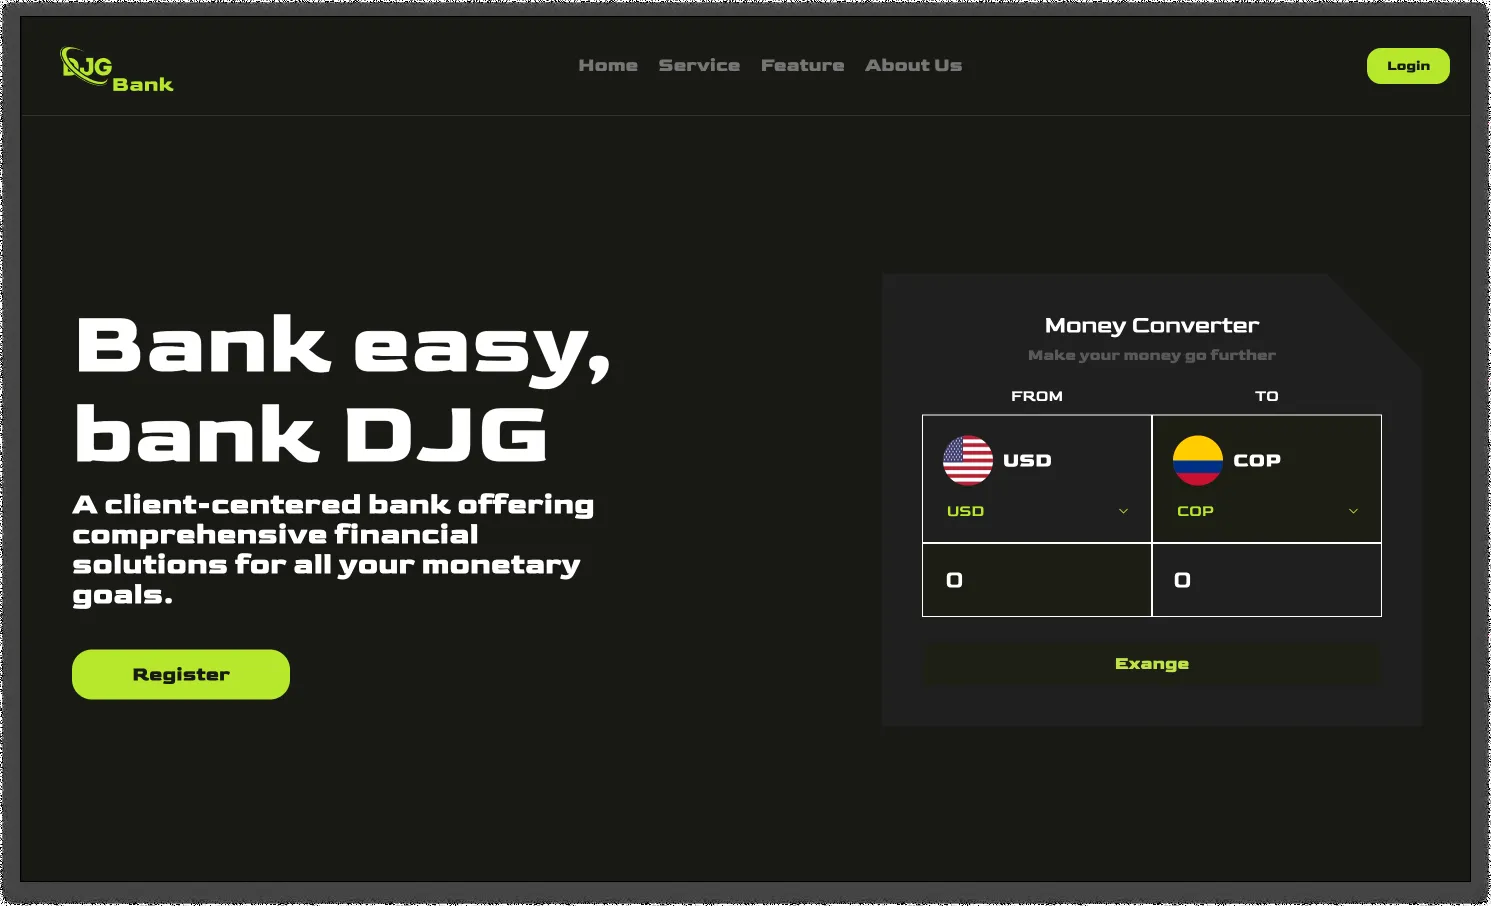 DJG
Bank
Home Service Feature About Us
Login
Bank easy,
bank DJG
A client-centered bank offering
comprehensive financial
solutions for all your monetary
goals.
Register
Money Converter
Make your money go further
FROM TO
USD COP
USD COP
0 0
Exange